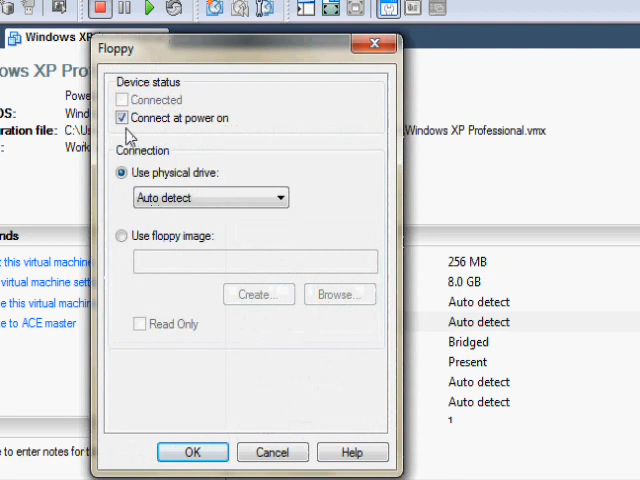 Windows XP
Floppy
ows XP Pro
Device status
Connected
Connect at power on
Powe
OS: Wind
ration file: C:\Us
Windows XP Professional.vmx
: Work
Connection
Use physical drive:
Auto detect
Use floppy image:
Create...
Browse...
Read Only
OK
Cancel
Help
nds
t this virtual machine
virtual machine sett
e this virtual machin
e to ACE master
256 MB
8.0 GB
Auto detect
Auto detect
Bridged
Present
Auto detect
Auto detect
1
e to enter notes for t